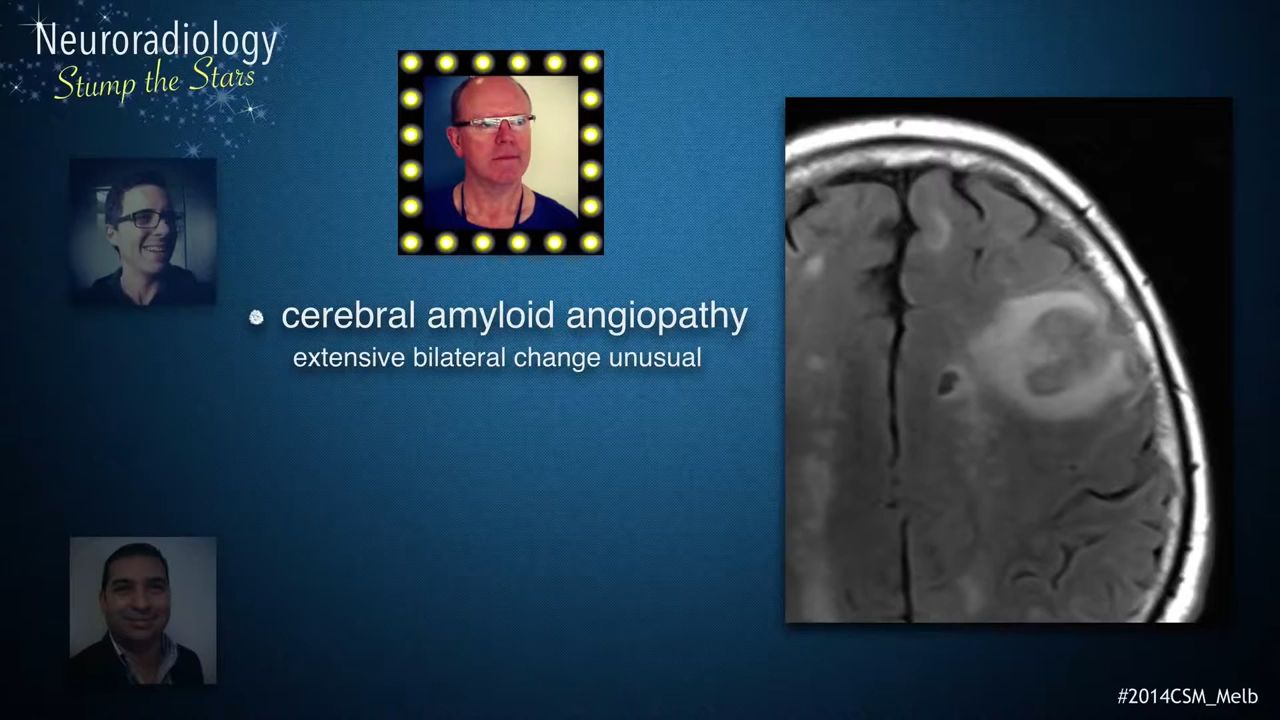 Neuroradiology
Stump the Stars
cerebral amyloid angiopathy
extensive bilateral change unusual
#2014CSM_Melb